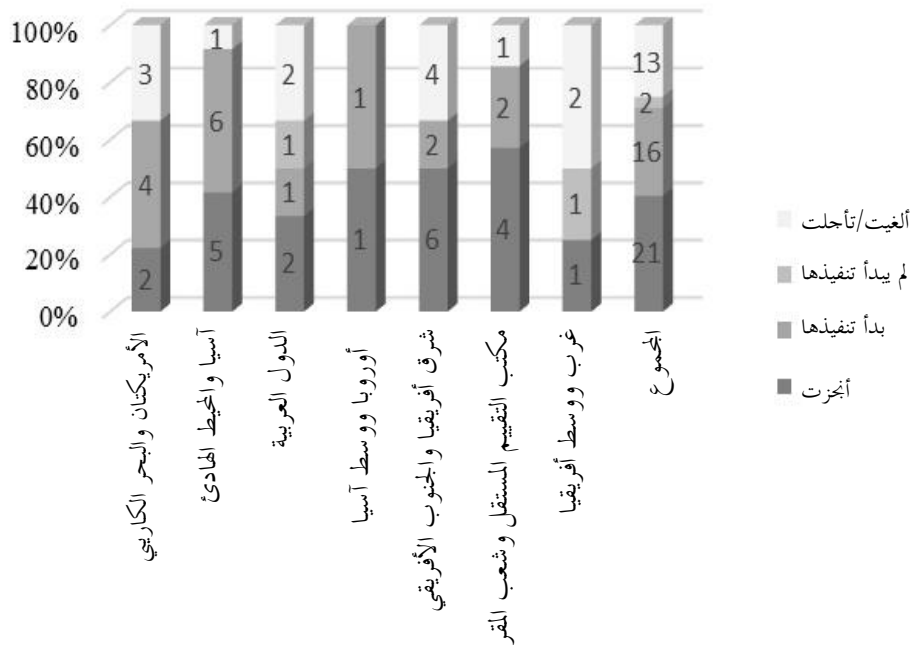 100%
80%
60%
40%
20%
0%
3
4
2
1
6
5
2
1
1
2
1
1
4
2
6
1
2
4
2
1
1
13
2
16
21
الأمريكتان والبحر الكاريبي
آسيا والمحيط الهادئ
الدول العربية
أوروبا ووسط آسيا
شرق أفريقيا والجنوب الأفريقي
مكتب التقييم المستقل وشعب المقر
غرب ووسط أفريقيا
المجموع
ألغيت/تأجلت
لم يبدأ تنفيذها
بدأ تنفيذها
أنجزت